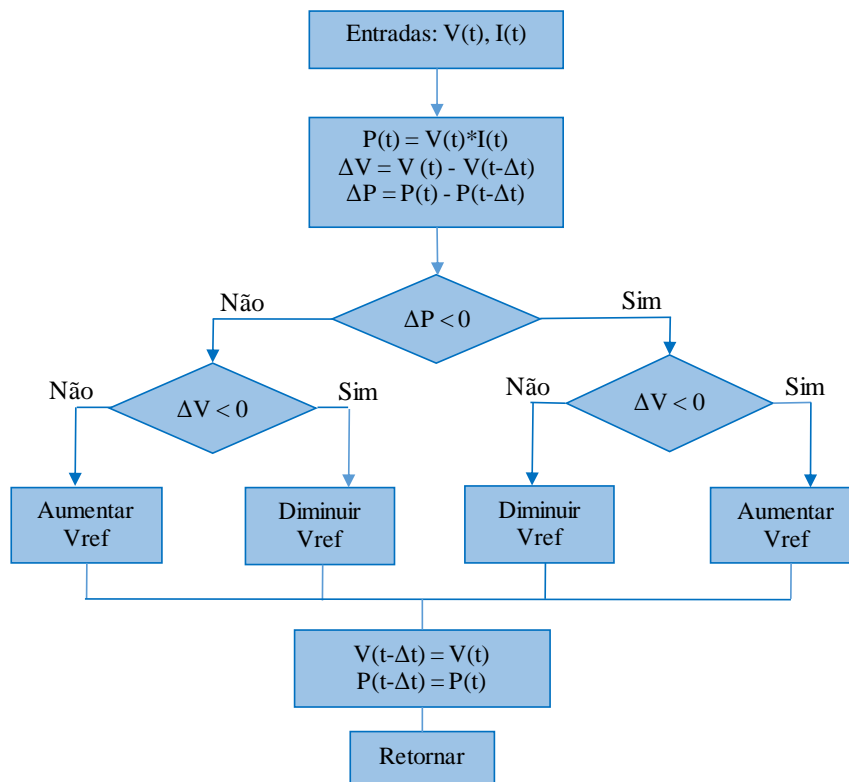 Entradas: V(t), I(t)
P(t) = V(t)*I(t)
ΔV = V (t) - V(t-Δt)
ΔP = P(t) - P(t-Δt)
Não
ΔP < 0
Sim
Não
ΔV < 0
Sim
Não
ΔV < 0
Sim
Aumentar
Vref
Diminuir
Vref
Diminuir
Vref
Aumentar
Vref
V(t-Δt) = V(t)
P(t-Δt) = P(t)
Retornar